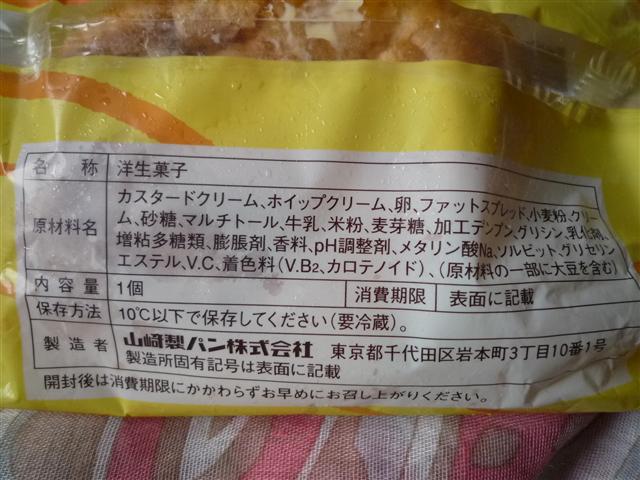 名称 洋生菓子
原材料名 カスタードクリーム、ホイップクリーム、卵、ファットスプレッド、小麦粉、クリー
ム、砂糖、マルチトール、牛乳、米粉、麦芽糖、加工デンプン、グリシン、乳化剤、
増粘多糖類、膨脹剤、香料、pH調整剤、メタリン酸Na、ソルビット、グリセリン
エステル、V.C、着色料(V.B2、カロテノイド)、(原材料の一部に大豆を含む)
内容量 1個 消費期限 表面に記載
保存方法 10℃以下で保存してください(要冷蔵)。
製造者 山崎製パン株式会社 東京都千代田区岩本町3丁目10番1号
製造所固有記号は表面に記載
開封後は消費期限にかかわらずお早めにお召し上がりください。